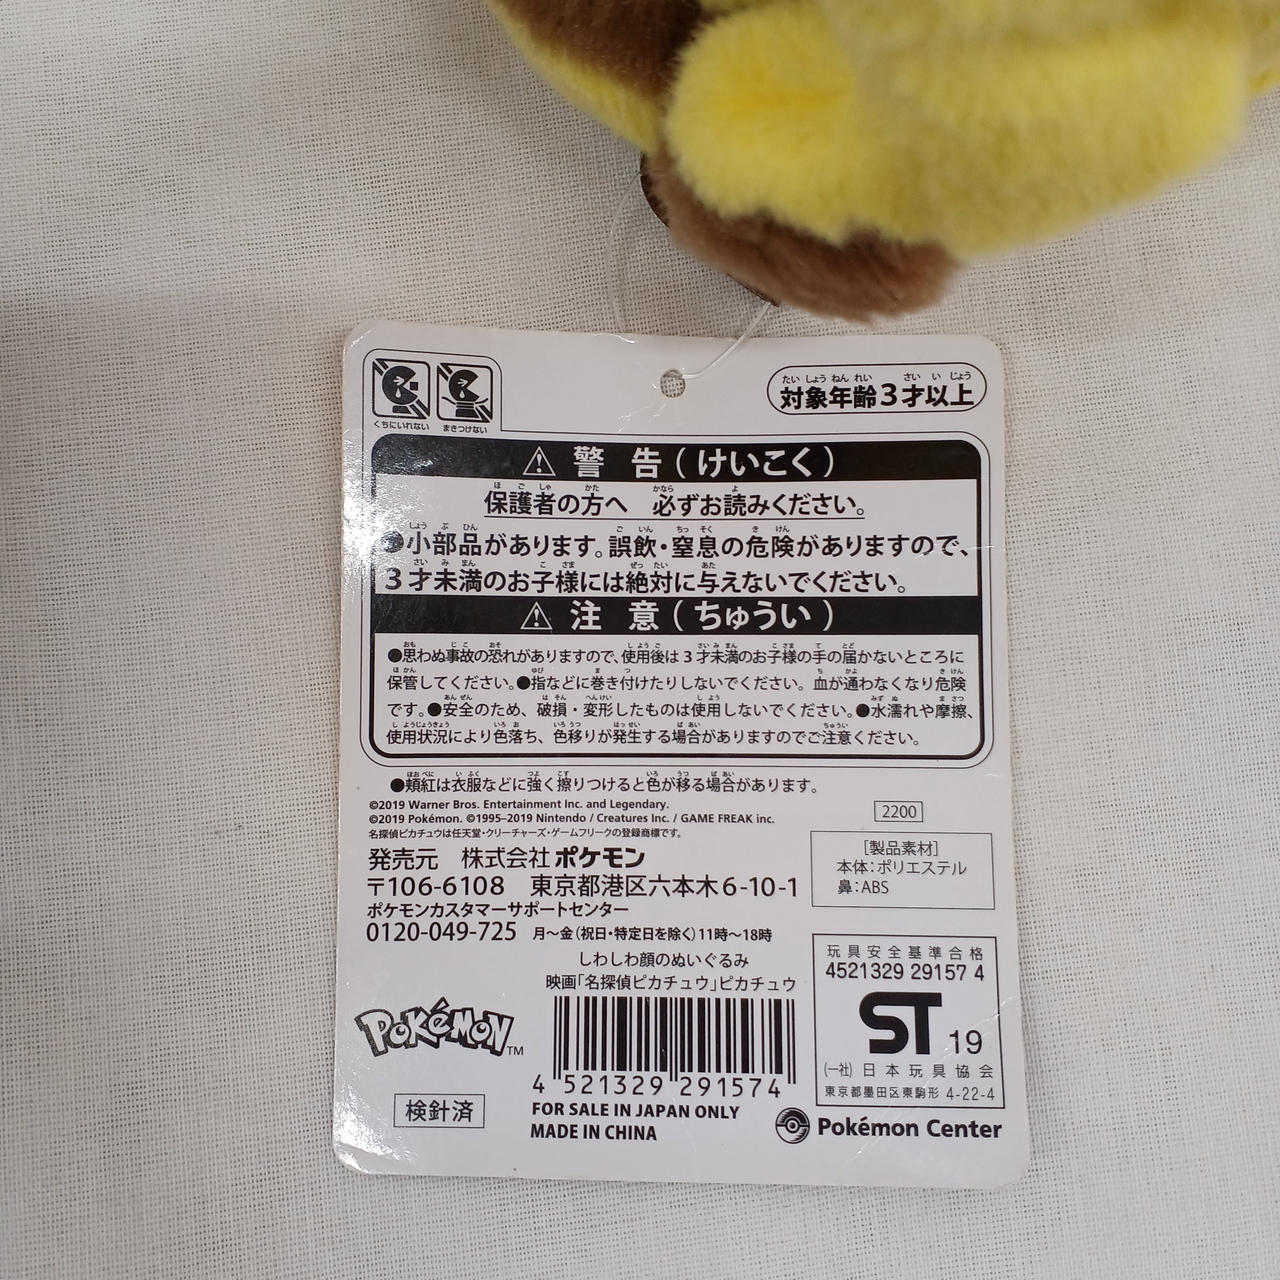 くちにいれない まきつけない
対象年齢3才以上
警 告（けいこく）
保護者の方へ 必ずお読みください。
●小部品があります。誤飲・窒息の危険がありますので、
3才未満のお子様には絶対に与えないでください。
注 意（ちゅうい）
●思わぬ事故の恐れがありますので、使用後は3才未満のお子様の手の届かないところに
保管してください。●指などに巻き付けたりしないでください。血が通わなくなり危険
です。●安全のため、破損・変形したものは使用しないでください。●水濡れや摩擦、
使用状況により色落ち、色移りが発生する場合がありますのでご注意ください。
●頬紅は衣服などに強く擦りつけると色が移る場合があります。
©2019 Warner Bros. Entertainment Inc. and Legendary.
©2019 Pokémon. ©1995–2019 Nintendo / Creatures Inc. / GAME FREAK inc.
名探偵ピカチュウは任天堂・クリーチャーズ・ゲームフリークの登録商標です。
2200
発売元 株式会社ポケモン
〒106-6108 東京都港区六本木6-10-1
ポケモンカスタマーサポートセンター
0120-049-725 月〜金(祝日・特定日を除く)11時〜18時
[製品素材]
本体:ポリエステル
鼻:ABS
しわしわ顔のぬいぐるみ
映画「名探偵ピカチュウ」ピカチュウ
4 521329 291574
FOR SALE IN JAPAN ONLY
MADE IN CHINA
POKéMON TM
検針済
玩具安全基準合格
4521329 29157 4
ST 19
(一社)日本玩具協会
東京都墨田区東駒形 4-22-4
Pokémon Center